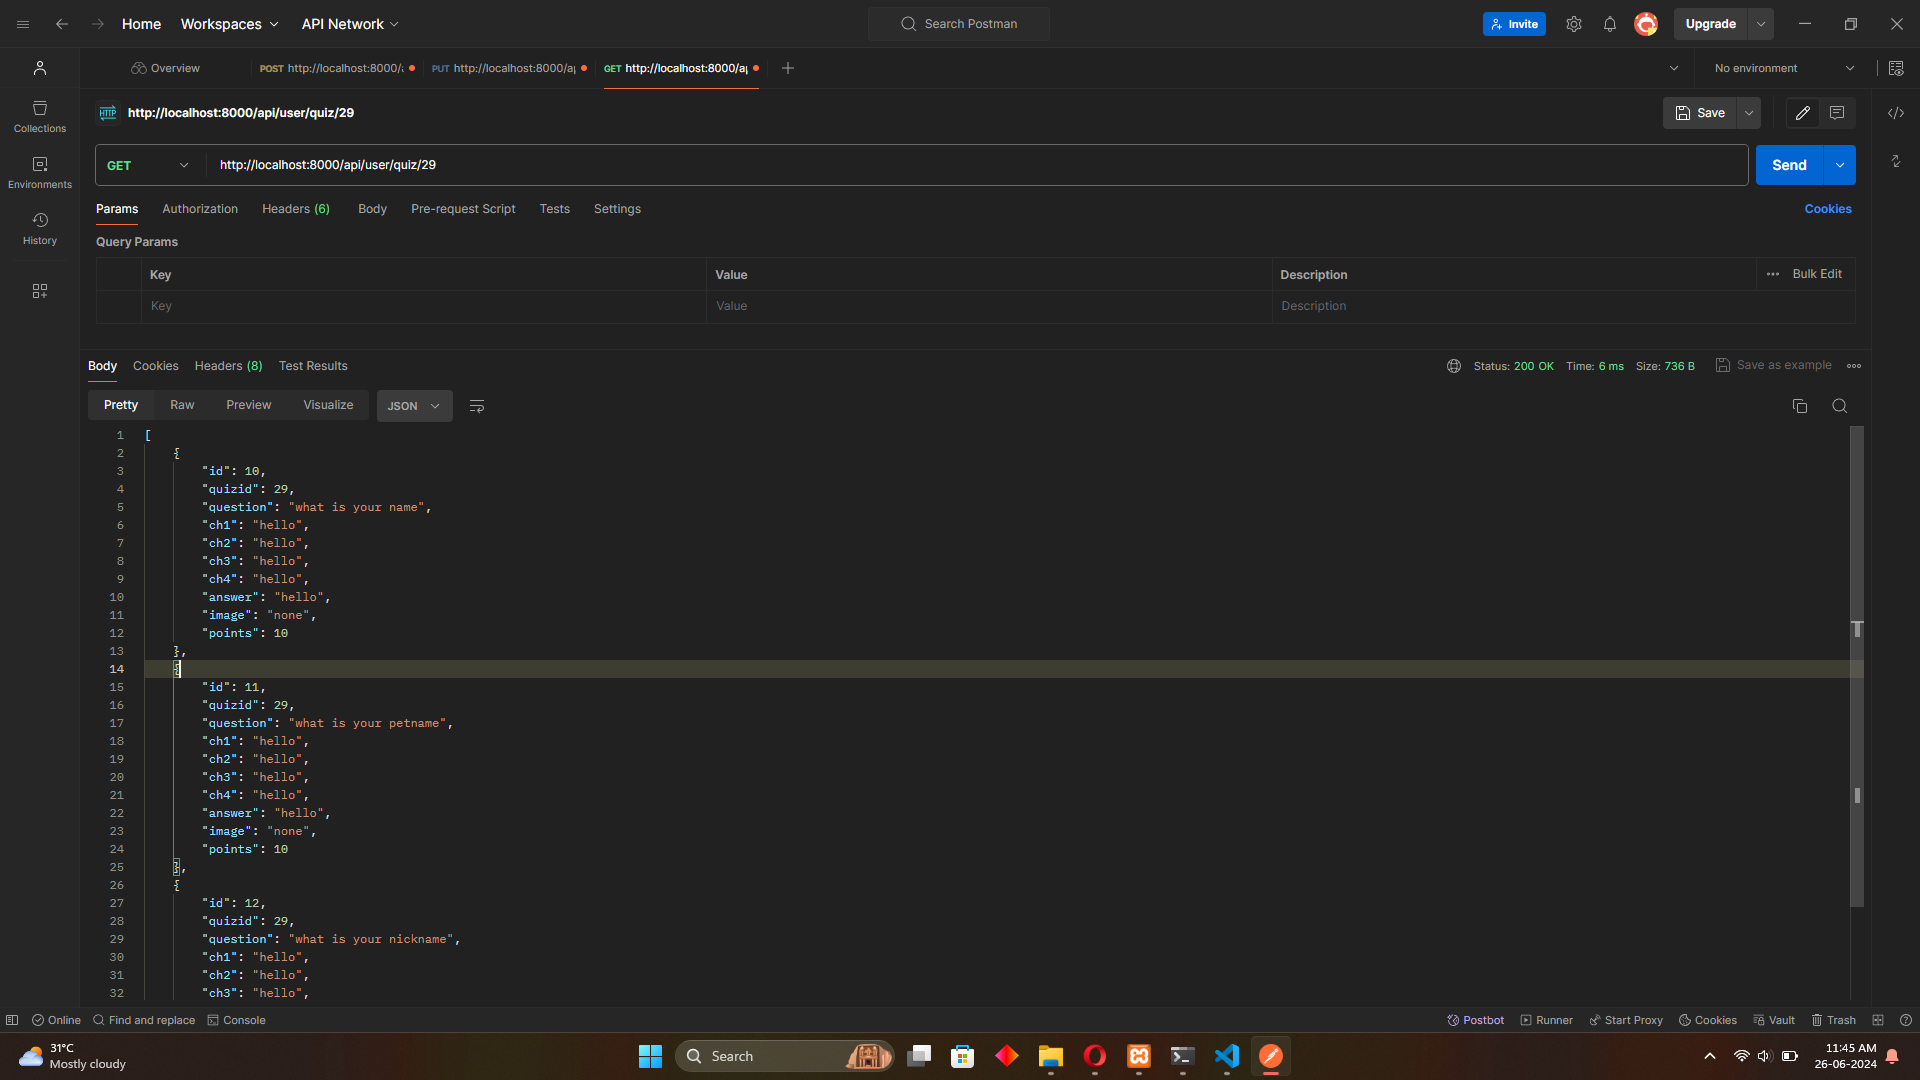 Home Workspaces API Network Search Postman Invite Upgrade
Overview POST http://localhost:8000/ PUT http://localhost:8000/a GET http://localhost:8000/a No environment
HTTP http://localhost:8000/api/user/quiz/29 Save
GET http://localhost:8000/api/user/quiz/29 Send
Params Authorization Headers (6) Body Pre-request Script Tests Settings Cookies
Query Params
Key Value Description Bulk Edit
Key Value Description
Collections
Environments
History
Body Cookies Headers (8) Test Results Status: 200 OK Time: 6 ms Size: 736 B Save as example
Pretty Raw Preview Visualize JSON
1 [
2 {
3 "id": 10,
4 "quizid": 29,
5 "question": "what is your name",
6 "ch1": "hello",
7 "ch2": "hello",
8 "ch3": "hello",
9 "ch4": "hello",
10 "answer": "hello",
11 "image": "none",
12 "points": 10
13 },
14 {
15 "id": 11,
16 "quizid": 29,
17 "question": "what is your petname",
18 "ch1": "hello",
19 "ch2": "hello",
20 "ch3": "hello",
21 "ch4": "hello",
22 "answer": "hello",
23 "image": "none",
24 "points": 10
25 },
26 {
27 "id": 12,
28 "quizid": 29,
29 "question": "what is your nickname",
30 "ch1": "hello",
31 "ch2": "hello",
32 "ch3": "hello",
Online Find and replace Console Postbot Runner Start Proxy Cookies Vault Trash
31°C
Mostly cloudy
Search
11:45 AM
26-06-2024